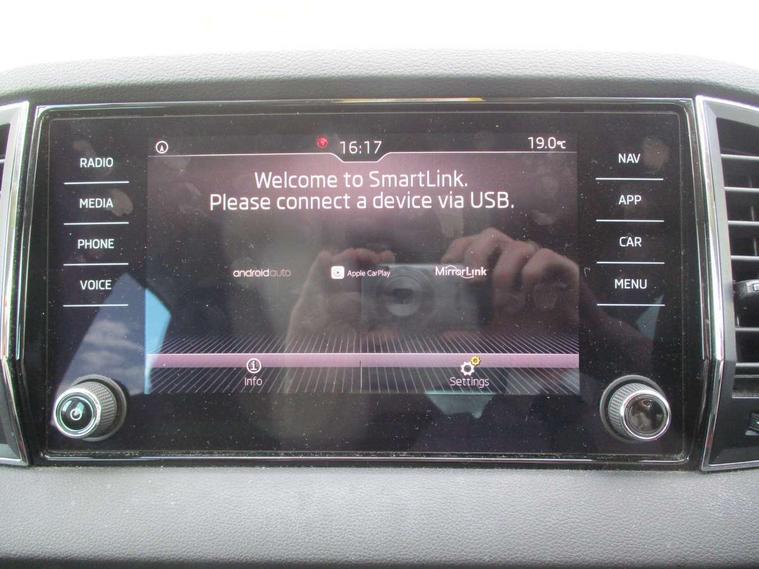 RADIO
MEDIA
PHONE
VOICE
16:17
19.0℃
Welcome to SmartLink.
Please connect a device via USB.
androidauto
Apple CarPlay
MirrorLink
Info
Settings
NAV
APP
CAR
MENU